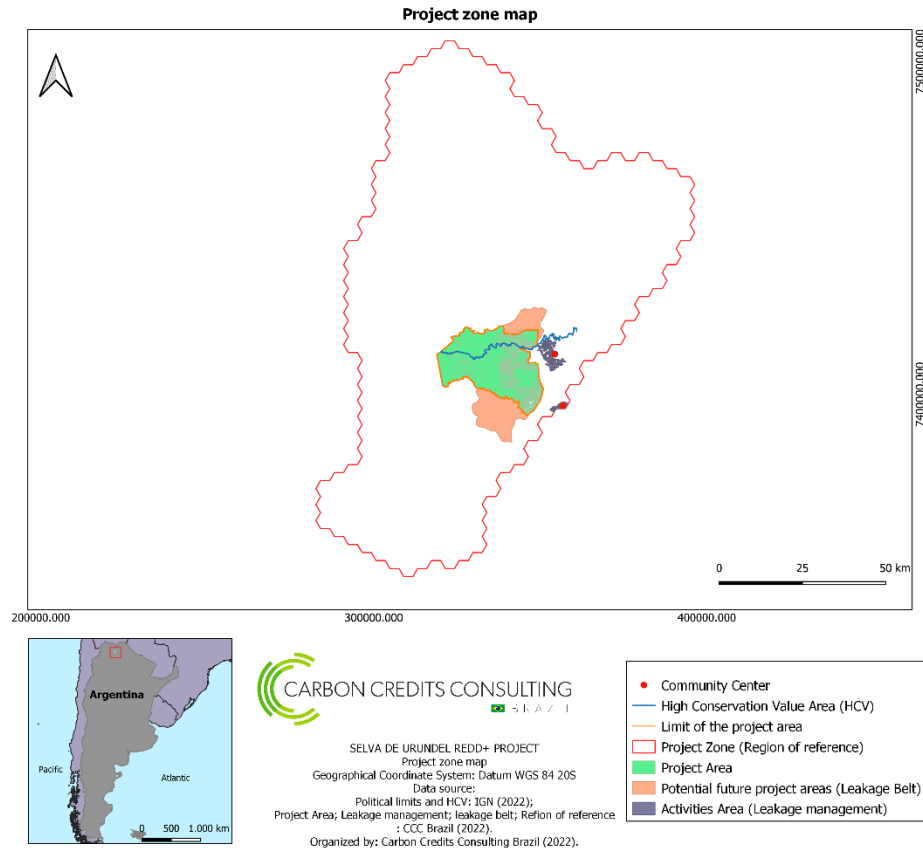 Project zone map
7500000.000
7400000.000
0 25 50 km
200000.000 300000.000 400000.000
Argentina
Pacific
Atlantic
0 500 1.000 km
CARBON CREDITS CONSULTING
BRAZIL
SELVA DE URUNDEL REDD+ PROJECT
Project zone map
Geographical Coordinate System: Datum WGS 84 20S
Data source:
Political limits and HCV: IGN (2022);
Project Area; Leakage management; leakage belt; Refion of reference
: CCC Brazil (2022).
Organized by: Carbon Credits Consulting Brazil (2022).
Community Center
High Conservation Value Area (HCV)
Limit of the project area
Project Zone (Region of reference)
Project Area
Potential future project areas (Leakage Belt)
Activities Area (Leakage management)